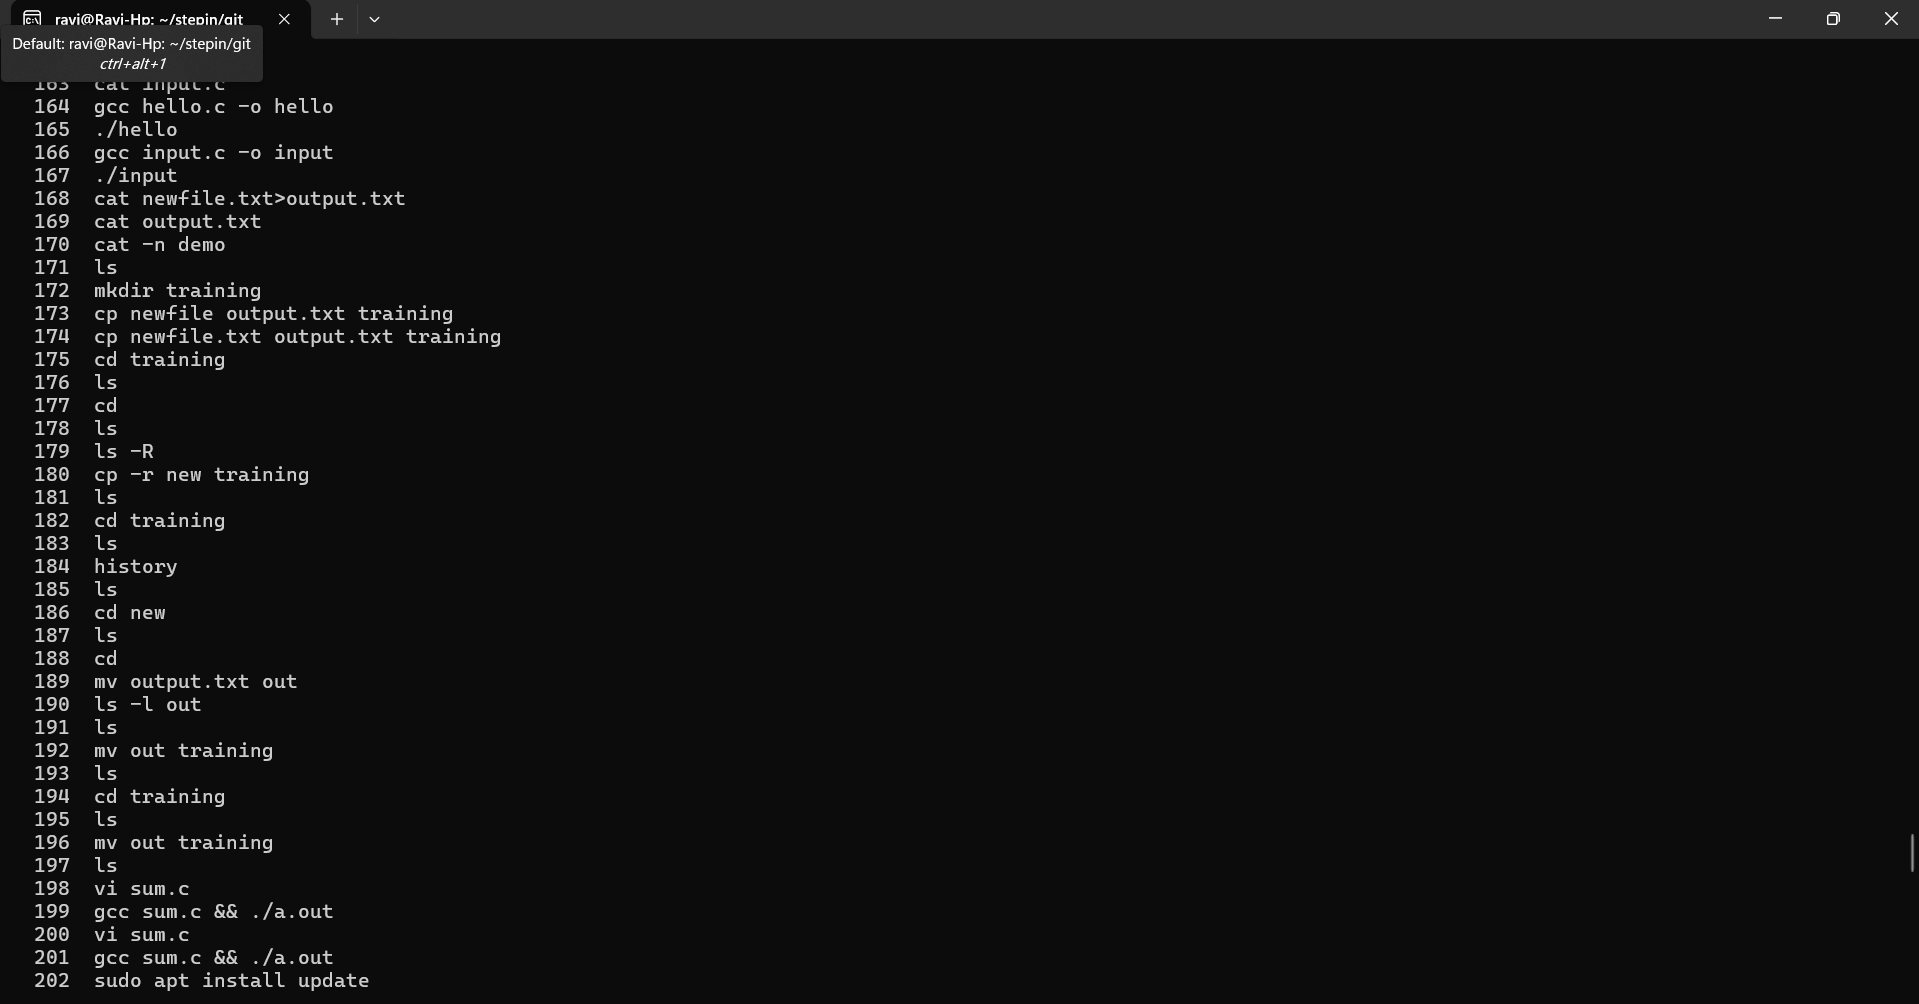 ravi@Ravi-Hp: ~/stepin/git
Default: ravi@Ravi-Hp: ~/stepin/git
ctrl+alt+1
163 cat input.c
164 gcc hello.c -o hello
165 ./hello
166 gcc input.c -o input
167 ./input
168 cat newfile.txt>output.txt
169 cat output.txt
170 cat -n demo
171 ls
172 mkdir training
173 cp newfile output.txt training
174 cp newfile.txt output.txt training
175 cd training
176 ls
177 cd
178 ls
179 ls -R
180 cp -r new training
181 ls
182 cd training
183 ls
184 history
185 ls
186 cd new
187 ls
188 cd
189 mv output.txt out
190 ls -l out
191 ls
192 mv out training
193 ls
194 cd training
195 ls
196 mv out training
197 ls
198 vi sum.c
199 gcc sum.c && ./a.out
200 vi sum.c
201 gcc sum.c && ./a.out
202 sudo apt install update